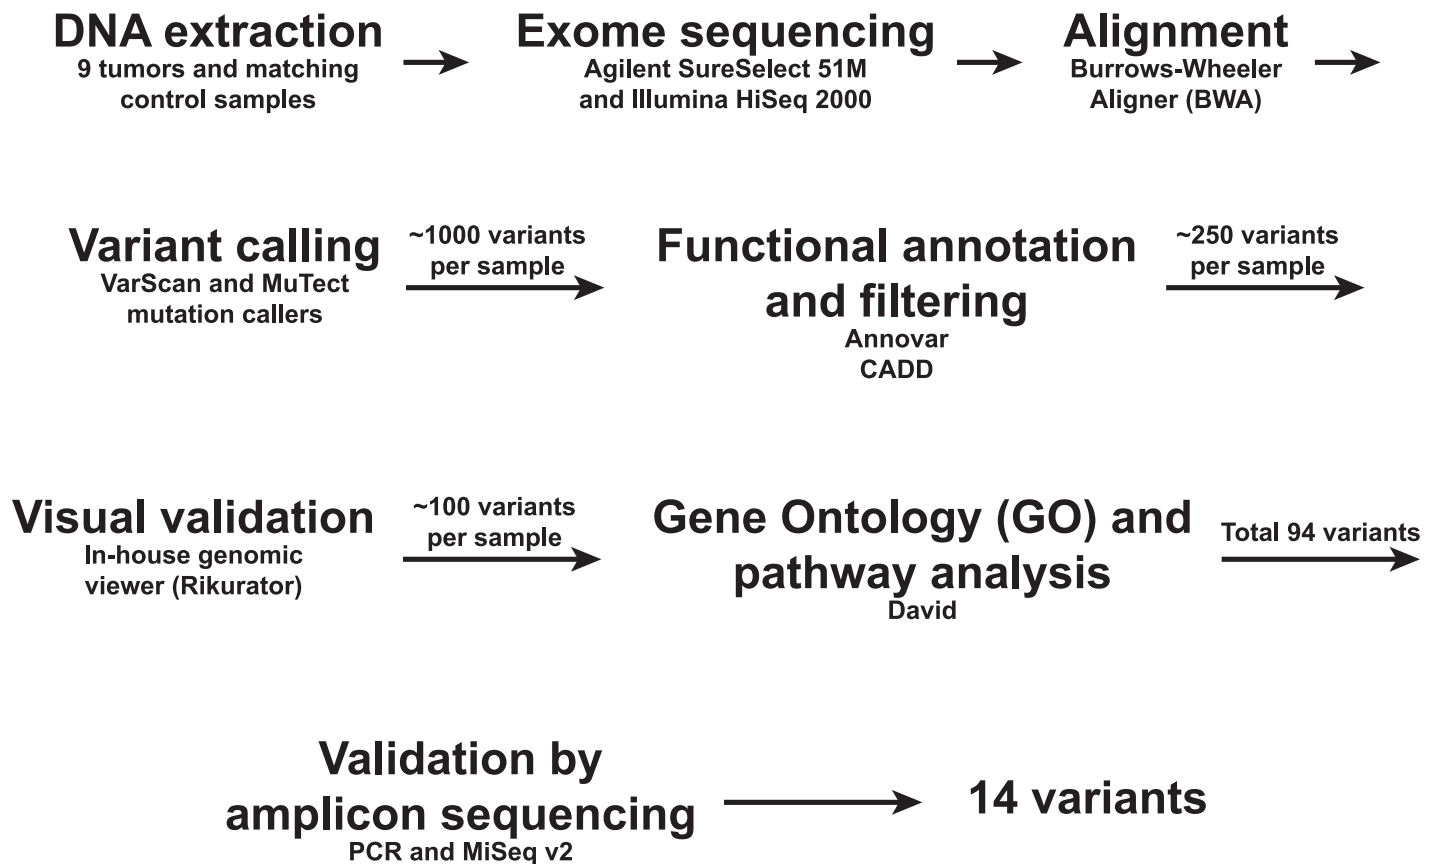 DNA extraction
9 tumors and matching
control samples
Exome sequencing
Agilent SureSelect 51M
and Illumina HiSeq 2000
Alignment
Burrows-Wheeler
Aligner (BWA)
Variant calling
VarScan and MuTect
mutation callers
~1000 variants
per sample
Functional annotation
and filtering
Annovar
CADD
~250 variants
per sample
Visual validation
In-house genomic
viewer (Rikurator)
~100 variants
per sample
Gene Ontology (GO) and
pathway analysis
David
Total 94 variants
Validation by
amplicon sequencing
PCR and MiSeq v2
14 variants